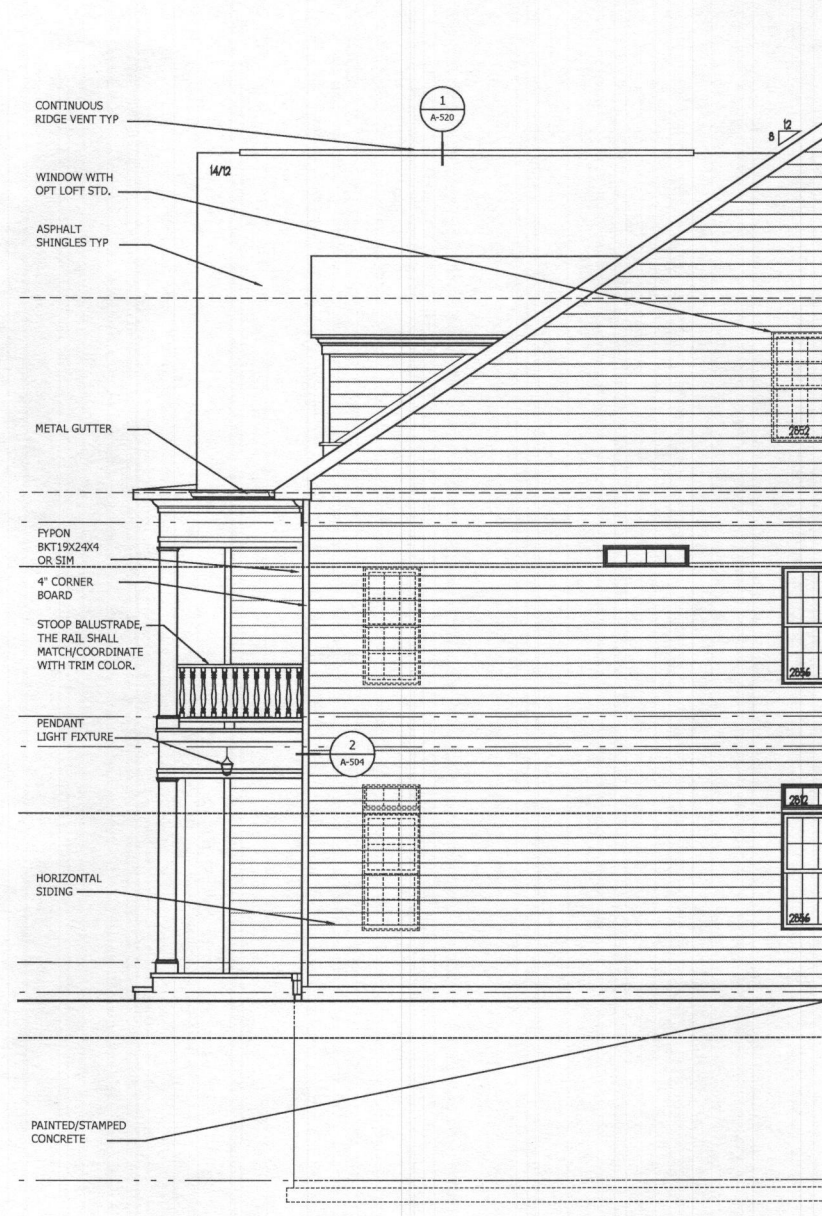 CONTINUOUS
RIDGE VENT TYP
1
A-520
12
8
14/12
WINDOW WITH
OPT LOFT STD.
ASPHALT
SHINGLES TYP
METAL GUTTER
2852
FYPON
BKT19X24X4
OR SIM
4" CORNER
BOARD
STOOP BALUSTRADE,
THE RAIL SHALL
MATCH/COORDINATE
WITH TRIM COLOR.
2856
PENDANT
LIGHT FIXTURE
2
A-504
2812
HORIZONTAL
SIDING
2856
PAINTED/STAMPED
CONCRETE